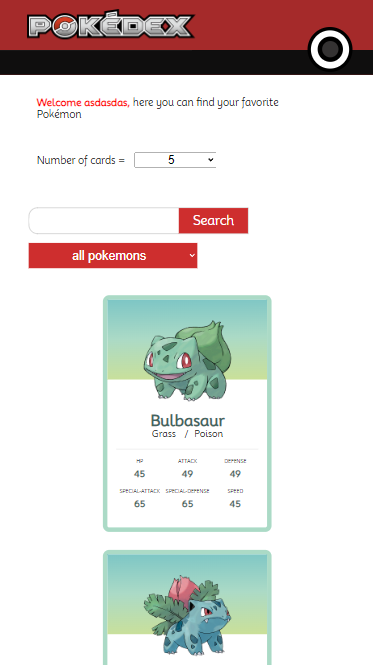 POKÉDEX
Welcome asdasdas, here you can find your favorite
Pokémon
Number of cards = 5
Search
all pokemons
Bulbasaur
Grass / Poison
HP ATTACK DEFENSE
45 49 49
SPECIAL-ATTACK SPECIAL-DEFENSE SPEED
65 65 45